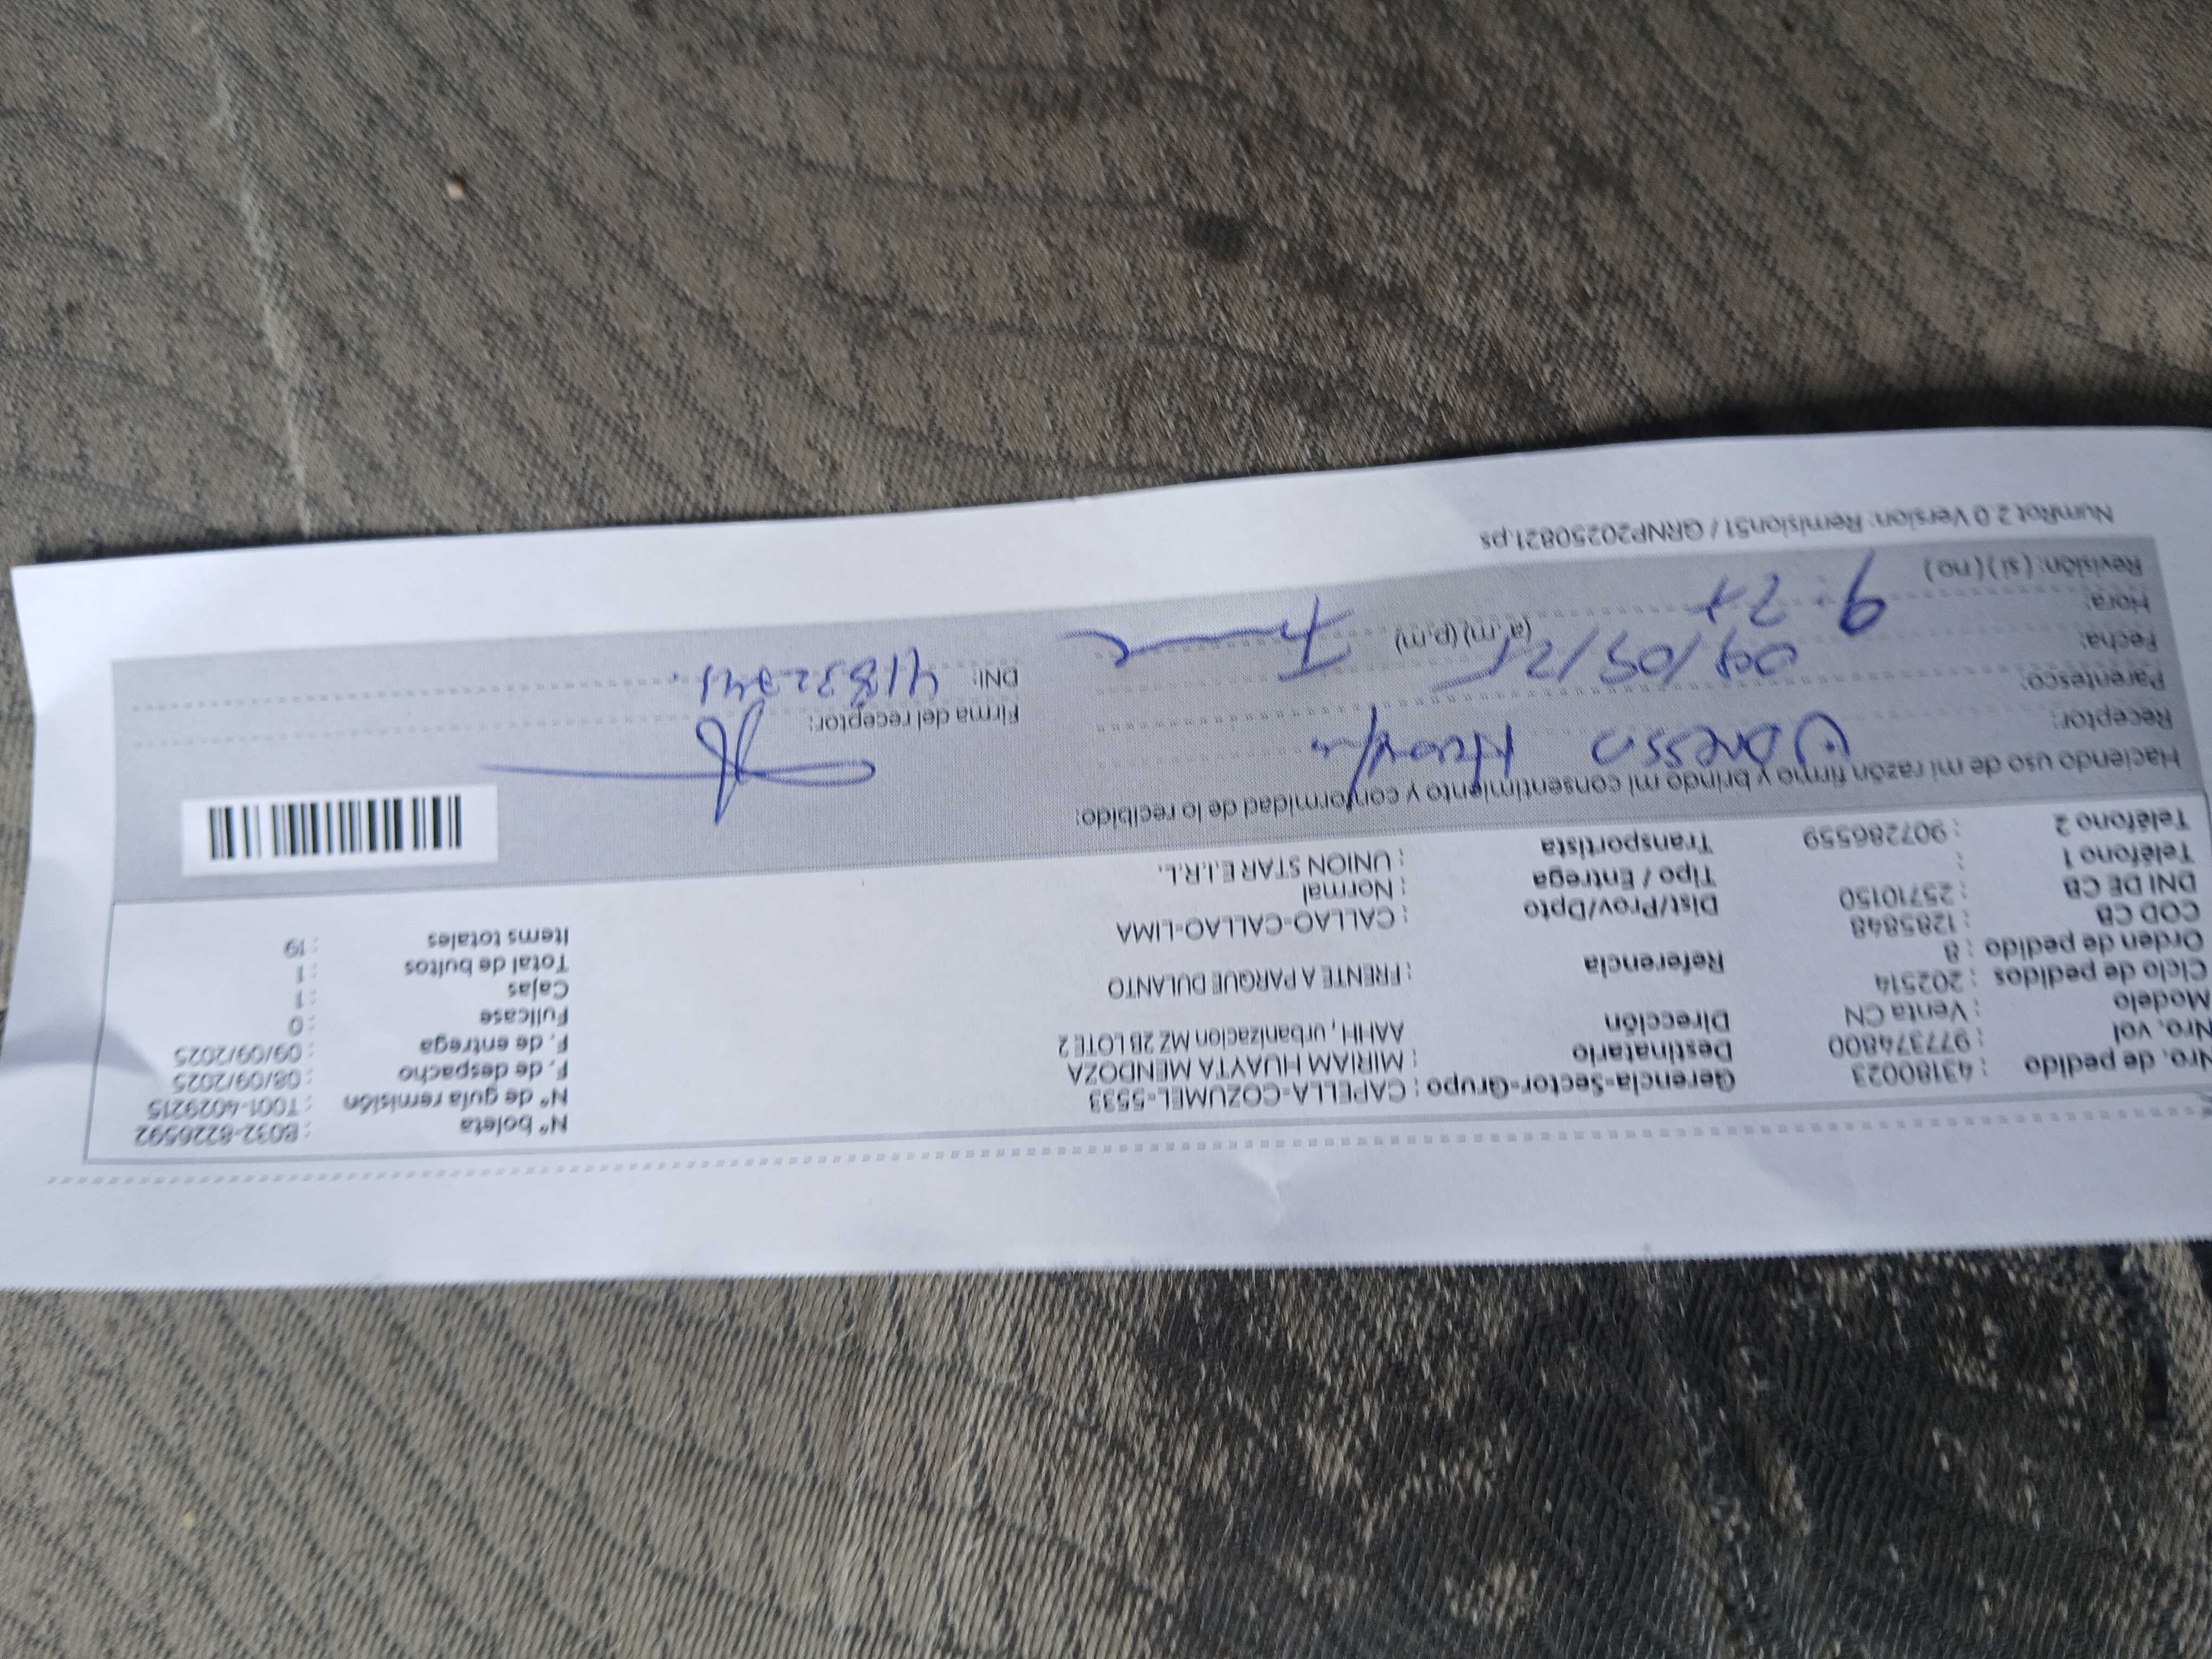 Nro. de pedido : 43180023 Gerencia-Sector-Grupo : CAPELLA-COZUMEL-5533 N° boleta : B032-8226592
Nro. vol : 977374800 Destinatario : MIRIAM HUAYTA MENDOZA N° de guía remisión : T001-4029215
Modelo : Venta CN Dirección AAHH, urbanizacion MZ 2B LOTE 2 F. de despacho : 08/09/2025
Ciclo de pedidos : 202514 F. de entrega : 09/09/2025
Orden de pedido : 8 Referencia : FRENTE A PARQUE DULANTO Fullcase : 0
COD CB : 1285848 Cajas : 1
DNI DE CB : 25710150 Dist/Prov/Dpto : CALLAO-CALLAO-LIMA Total de bultos : 1
Teléfono 1 : Tipo / Entrega : Normal Items totales : 19
Teléfono 2 : 907286559 Transportista : UNION STAR E.I.R.L.
Haciendo uso de mi razón firmo y brindo mi consentimiento y conformidad de lo recibido:
Receptor: Vanessa
Parentesco: Firma del receptor:
Fecha: 09/09/25 DNI:
Hora: 9:27 (a.m) (p.m)
Revisión: (si) (no)
NumRot 2.0 Version: Remision51 / GRNP20250821.ps